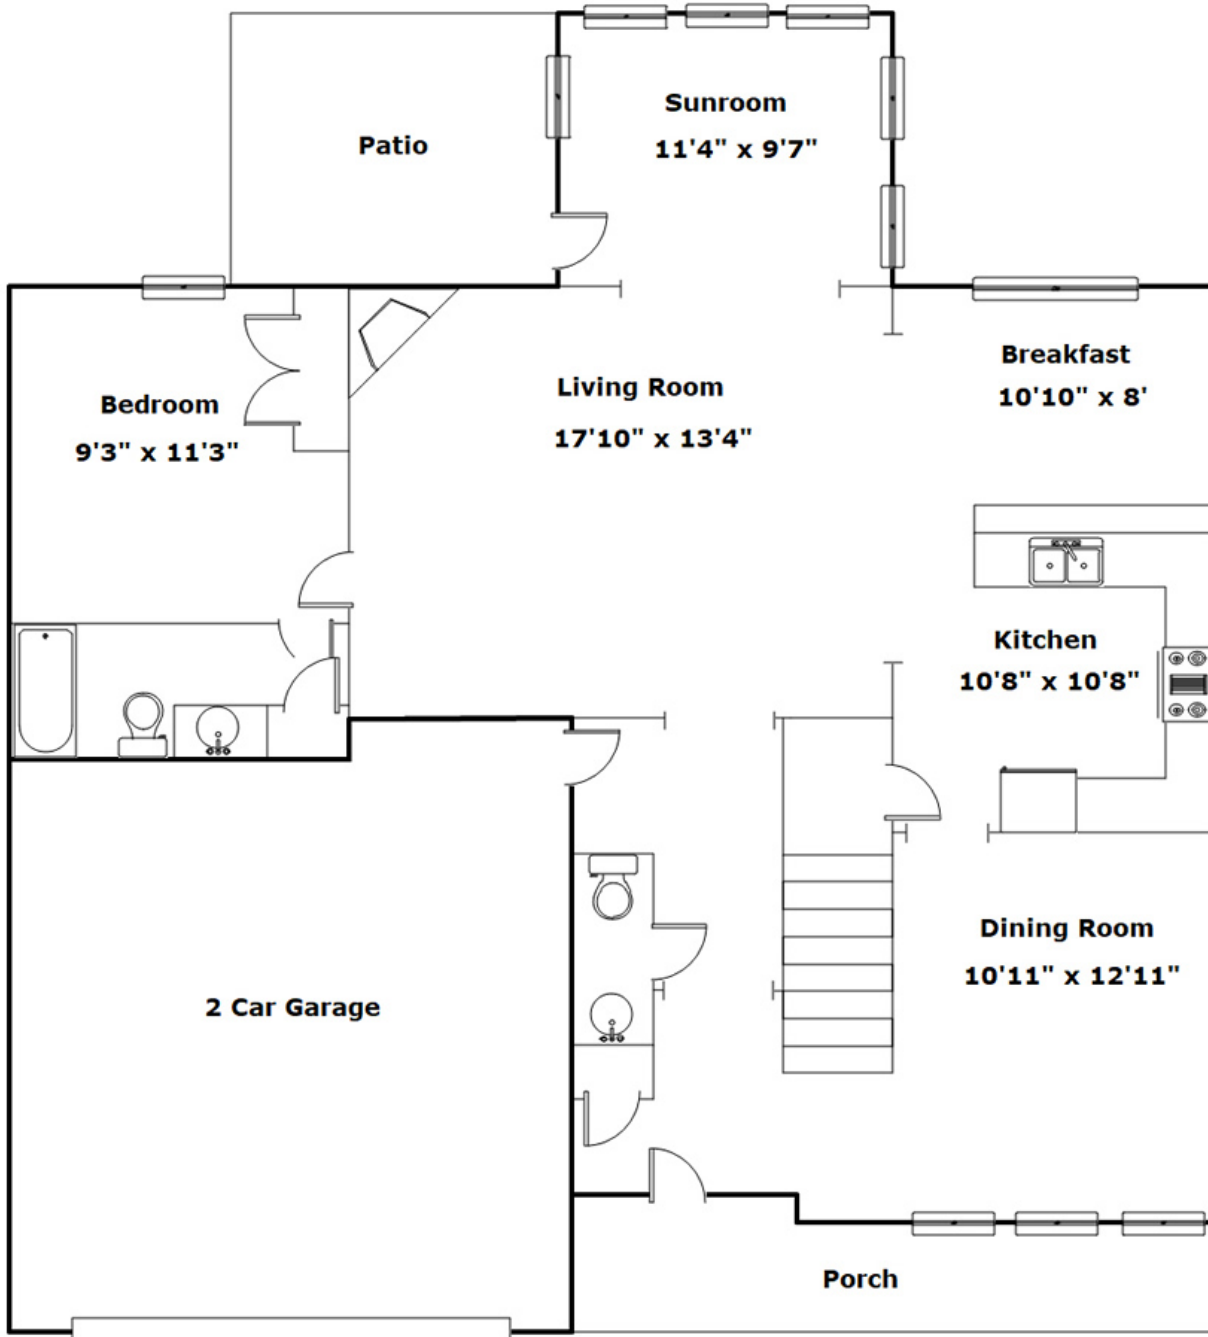 Patio
Sunroom
11'4" x 9'7"
Bedroom
9'3" x 11'3"
Living Room
17'10" x 13'4"
Breakfast
10'10" x 8'
Kitchen
10'8" x 10'8"
2 Car Garage
Dining Room
10'11" x 12'11"
Porch